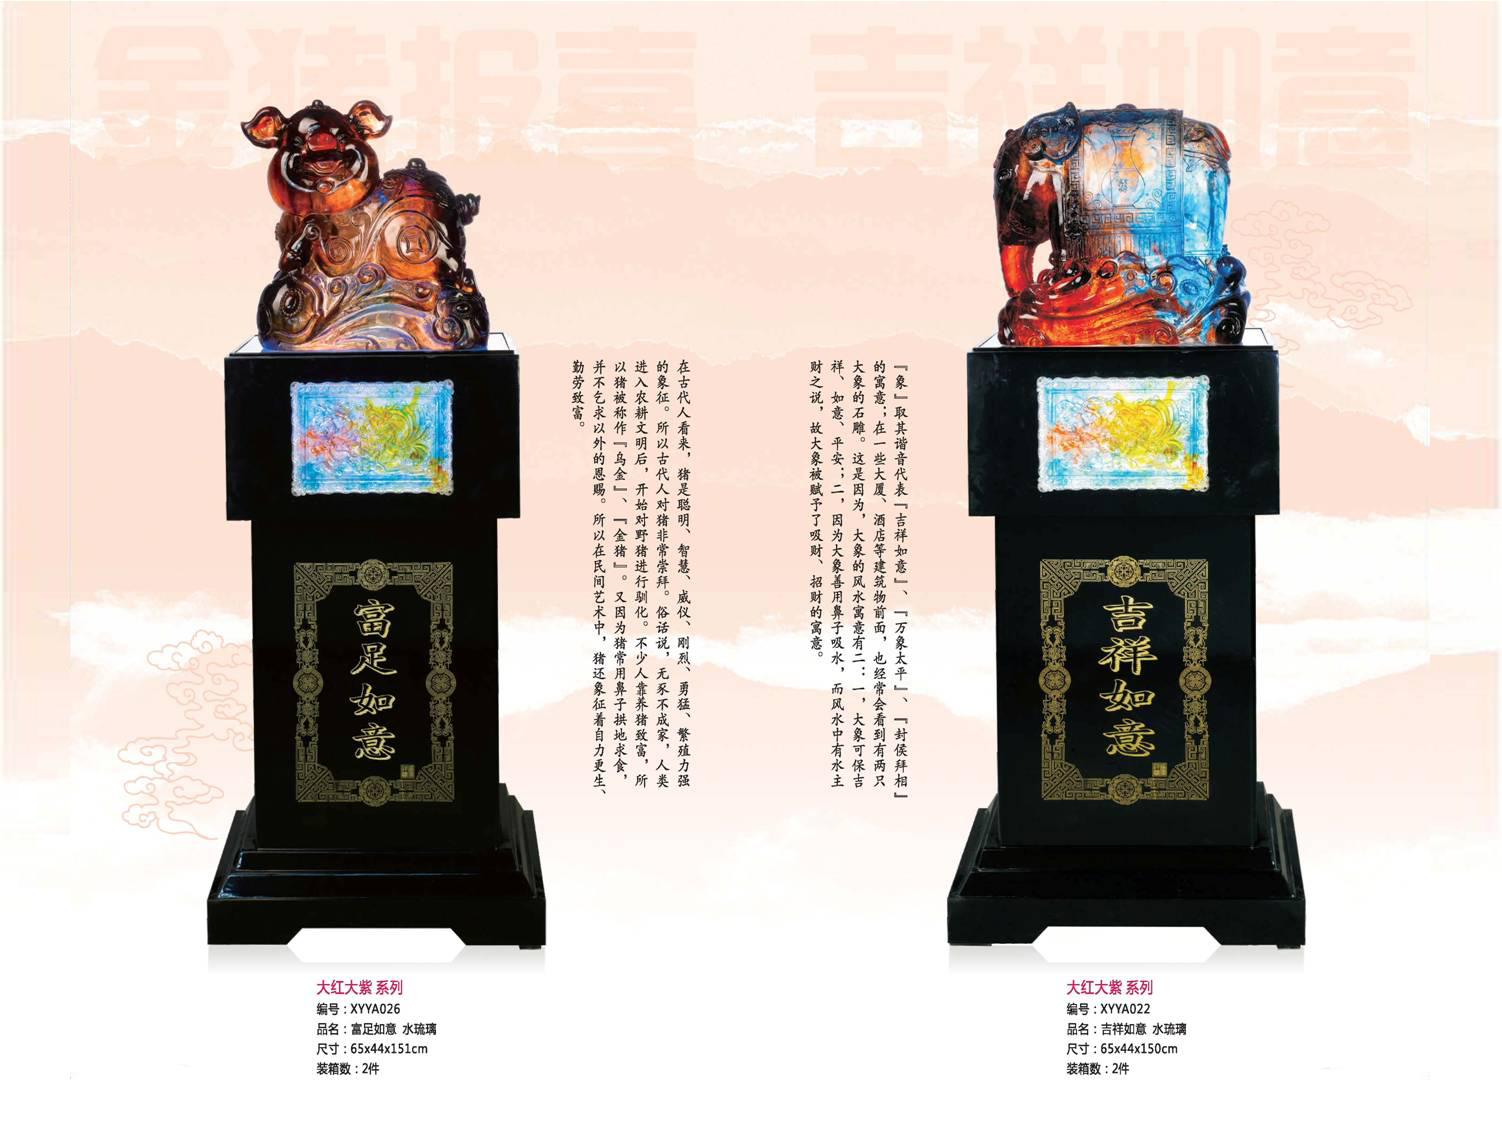 金猪报喜
吉祥如意
富足如意
在古代人看来，猪是聪明、智慧、威仪、刚烈、勇猛、繁殖力强
的象征。所以古代人对猪非常崇拜。俗话说，无豕不成家，人类
进入农耕文明后，开始对野猪进行驯化。不少人靠养猪致富，所
以猪被称作『乌金』、『金猪』。又因为猪常用鼻子拱地求食，
并不乞求以外的恩赐。所以在民间艺术中，猪还象征着自力更生、
勤劳致富。
大红大紫 系列
编号：XYYA026
品名：富足如意 水琉璃
尺寸：65x44x151cm
装箱数：2件
『象』取其谐音代表『吉祥如意』、『万象太平』、『封侯拜相』
的寓意；在一些大厦、酒店等建筑物前面，也经常会看到有两只
大象的石雕。这是因为，大象的风水寓意有二：一，大象可保吉
祥、如意、平安；二，因为大象善用鼻子吸水，而风水中有水主
财之说，故大象被赋予了吸财、招财的寓意。
吉祥如意
大红大紫 系列
编号：XYYA022
品名：吉祥如意 水琉璃
尺寸：65x44x150cm
装箱数：2件